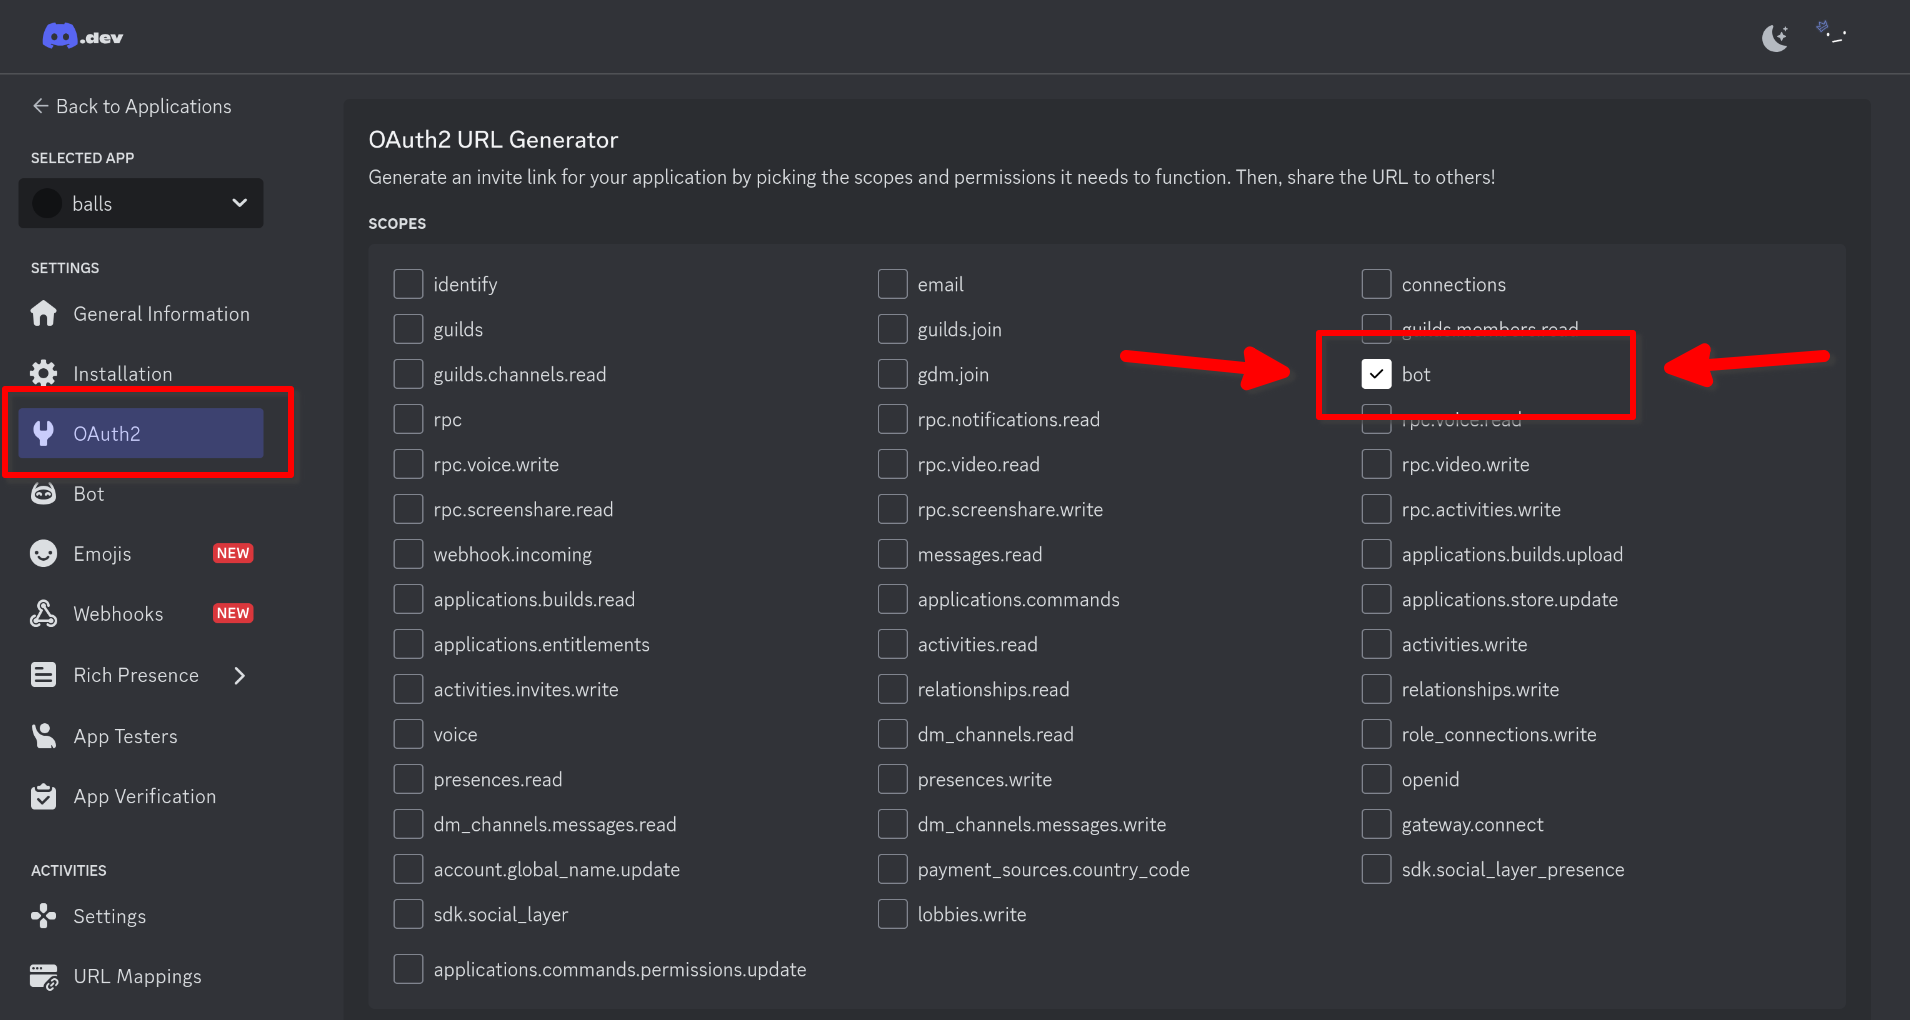 .dev
← Back to Applications
SELECTED APP
balls
SETTINGS
General Information
Installation
OAuth2
Bot
Emojis NEW
Webhooks NEW
Rich Presence
App Testers
App Verification
ACTIVITIES
Settings
URL Mappings
OAuth2 URL Generator
Generate an invite link for your application by picking the scopes and permissions it needs to function. Then, share the URL to others!
SCOPES
identify email connections
guilds guilds.join guilds.members.read
guilds.channels.read gdm.join bot
rpc rpc.notifications.read rpc.voice.read
rpc.voice.write rpc.video.read rpc.video.write
rpc.screenshare.read rpc.screenshare.write rpc.activities.write
webhook.incoming messages.read applications.builds.upload
applications.builds.read applications.commands applications.store.update
applications.entitlements activities.read activities.write
activities.invites.write relationships.read relationships.write
voice dm_channels.read role_connections.write
presences.read presences.write openid
dm_channels.messages.read dm_channels.messages.write gateway.connect
account.global_name.update payment_sources.country_code sdk.social_layer_presence
sdk.social_layer lobbies.write
applications.commands.permissions.update